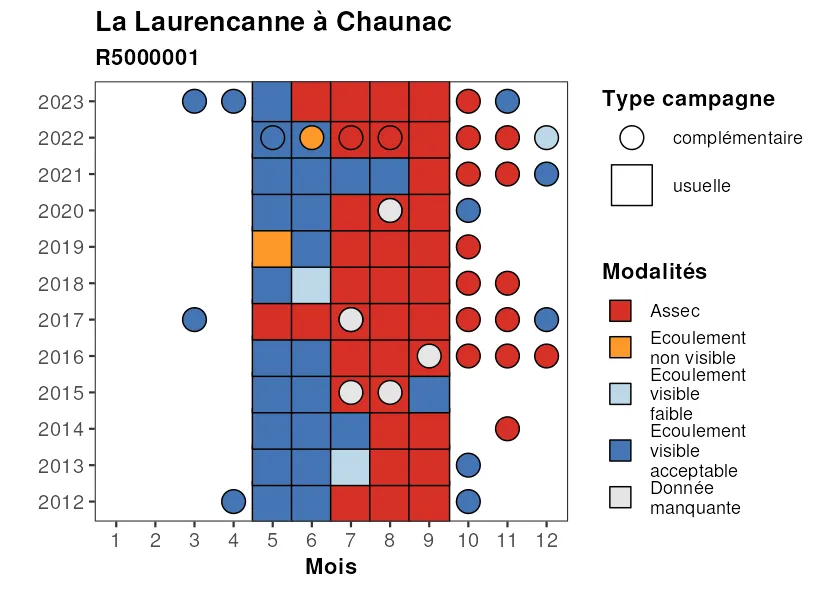 La Laurencanne à Chaunac
R5000001
2023
2022
2021
2020
2019
2018
2017
2016
2015
2014
2013
2012
1 2 3 4 5 6 7 8 9 10 11 12
Mois
Type campagne
complémentaire
usuelle
Modalités
Assec
Ecoulement
non visible
Ecoulement
visible
faible
Ecoulement
visible
acceptable
Donnée
manquante